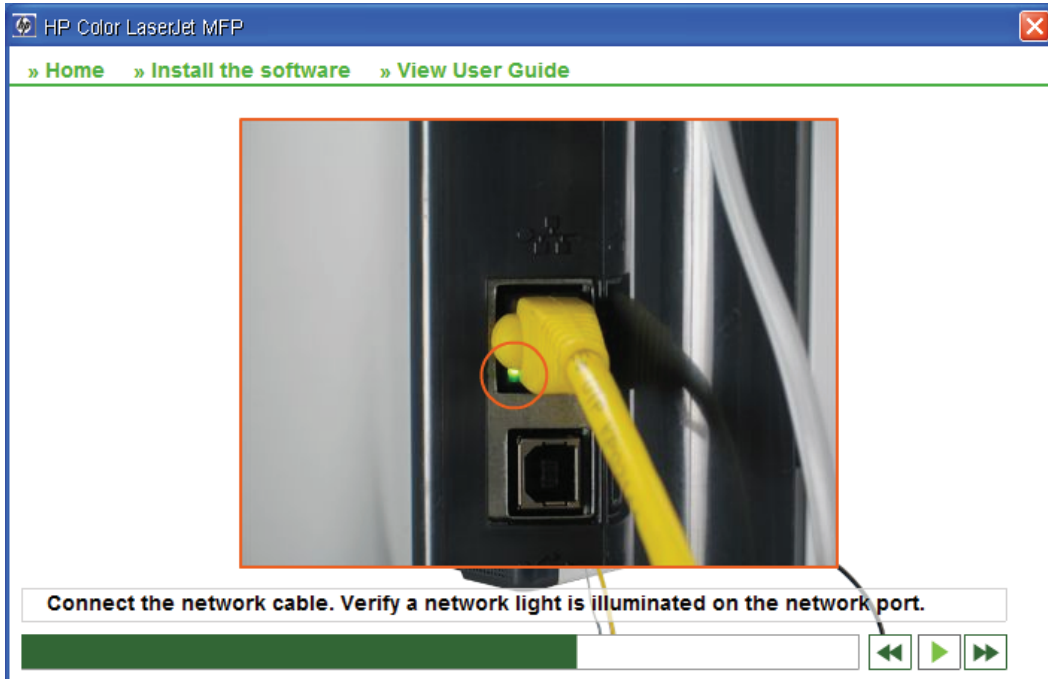 HP Color LaserJet MFP
» Home » Install the software » View User Guide
Connect the network cable. Verify a network light is illuminated on the network port.